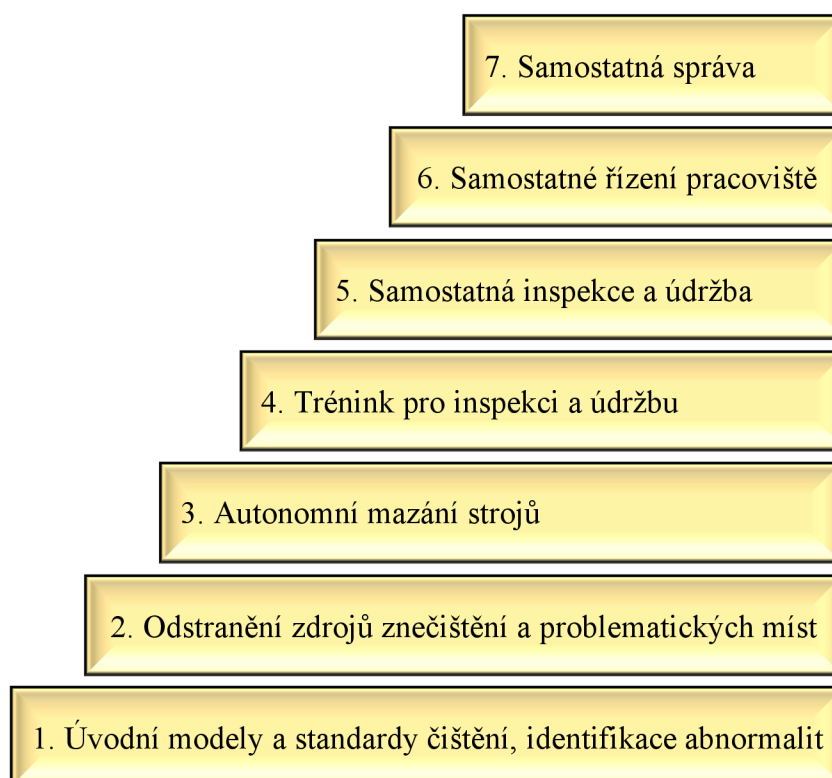 7. Samostatná správa
6. Samostatné řízení pracoviště
5. Samostatná inspekce a údržba
4. Trénink pro inspekci a údržbu
3. Autonomní mazání strojů
2. Odstranění zdrojů znečištění a problematických míst
1. Úvodní modely a standardy čištění, identifikace abnormalit